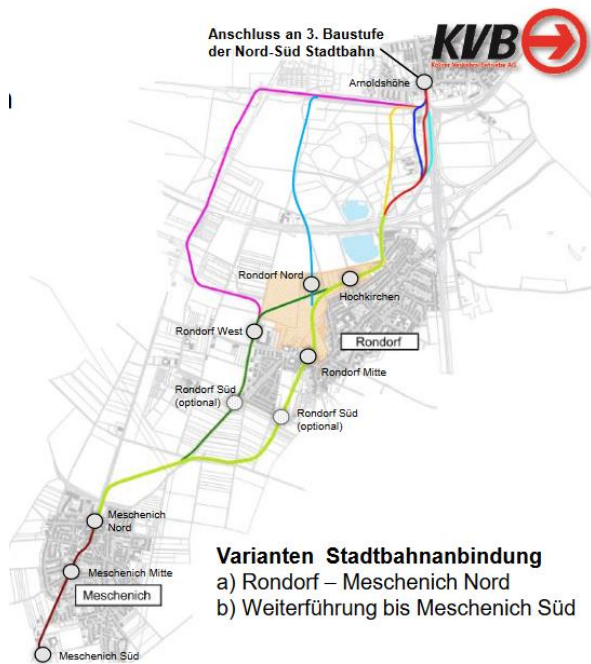 Anschluss an 3. Baustufe
der Nord-Süd Stadtbahn
KVB
Kölner Verkehrs-Betriebe AG
Arnoldshöhe
Rondorf Nord
Hochkirchen
Rondorf West
Rondorf
Rondorf Mitte
Rondorf Süd
(optional)
Rondorf Süd
(optional)
Meschenich
Nord
Meschenich Mitte
Meschenich
Meschenich Süd
Varianten Stadtbahnanbindung
a) Rondorf – Meschenich Nord
b) Weiterführung bis Meschenich Süd